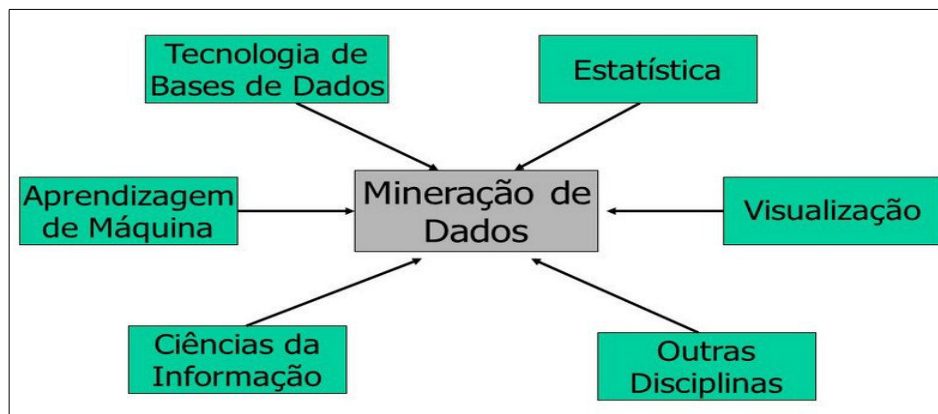 Tecnologia de
Bases de Dados
Estatística
Aprendizagem
de Máquina
Mineração de
Dados
Visualização
Ciências da
Informação
Outras
Disciplinas